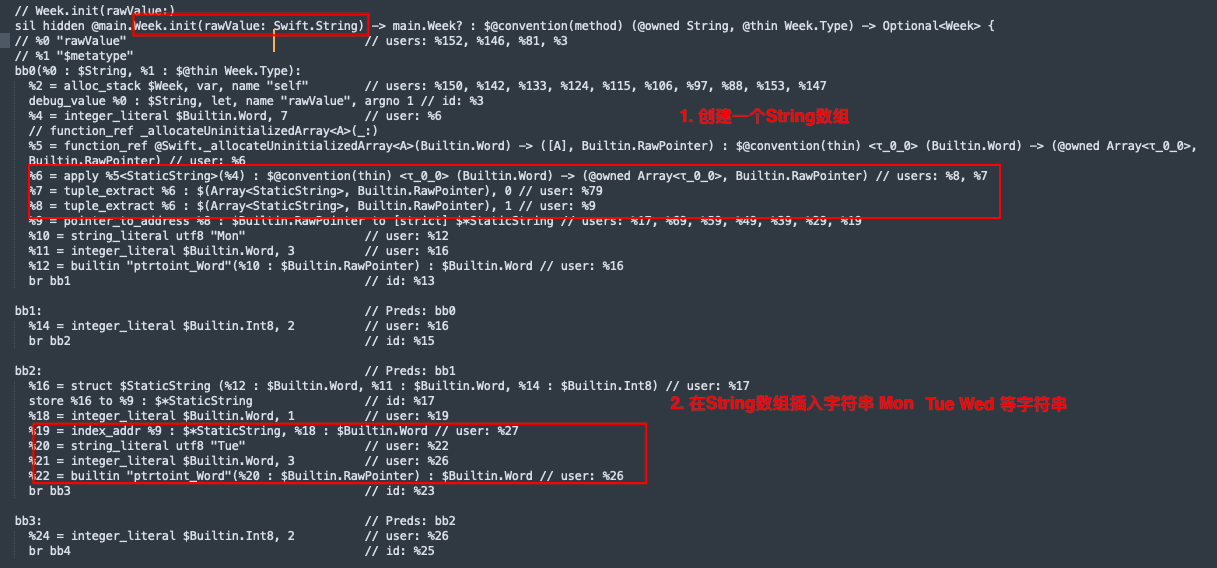 // Week.init(rawValue:)
sil hidden @main.Week.init(rawValue: Swift.String) -> main.Week? : $@convention(method) (@owned String, @thin Week.Type) -> Optional<Week> {
// %0 "rawValue" // users: %152, %146, %81, %3
// %1 "$metatype"
bb0(%0 : $String, %1 : $@thin Week.Type):
%2 = alloc_stack $Week, var, name "self" // users: %150, %142, %133, %124, %115, %106, %97, %88, %153, %147
debug_value %0 : $String, let, name "rawValue", argno 1 // id: %3
%4 = integer_literal $Builtin.Word, 7 // user: %6
1. 创建一个String数组
// function_ref _allocateUninitializedArray<A>(_:)
%5 = function_ref @Swift._allocateUninitializedArray<A>(Builtin.Word) -> ([A], Builtin.RawPointer) : $@convention(thin) <τ_0_0> (Builtin.Word) -> (@owned Array<τ_0_0>,
Builtin.RawPointer) // user: %6
%6 = apply %5<StaticString>(%4) : $@convention(thin) <τ_0_0> (Builtin.Word) -> (@owned Array<τ_0_0>, Builtin.RawPointer) // users: %8, %7
%7 = tuple_extract %6 : $(Array<StaticString>, Builtin.RawPointer), 0 // user: %79
%8 = tuple_extract %6 : $(Array<StaticString>, Builtin.RawPointer), 1 // user: %9
%9 = pointer_to_address %8 : $Builtin.RawPointer to [strict] $*StaticString // users: %17, %69, %59, %49, %39, %29, %19
%10 = string_literal utf8 "Mon" // user: %12
%11 = integer_literal $Builtin.Word, 3 // user: %16
%12 = builtin "ptrtoint_Word"(%10 : $Builtin.RawPointer) : $Builtin.Word // user: %16
br bb1 // id: %13
bb1: // Preds: bb0
%14 = integer_literal $Builtin.Int8, 2 // user: %16
br bb2 // id: %15
bb2: // Preds: bb1
%16 = struct $StaticString (%12 : $Builtin.Word, %11 : $Builtin.Word, %14 : $Builtin.Int8) // user: %17
store %16 to %9 : $*StaticString // id: %17
2. 在String数组插入字符串 Mon Tue Wed 等字符串
%18 = integer_literal $Builtin.Word, 1 // user: %19
%19 = index_addr %9 : $*StaticString, %18 : $Builtin.Word // user: %27
%20 = string_literal utf8 "Tue" // user: %22
%21 = integer_literal $Builtin.Word, 3 // user: %26
%22 = builtin "ptrtoint_Word"(%20 : $Builtin.RawPointer) : $Builtin.Word // user: %26
br bb3 // id: %23
bb3: // Preds: bb2
%24 = integer_literal $Builtin.Int8, 2 // user: %26
br bb4 // id: %25